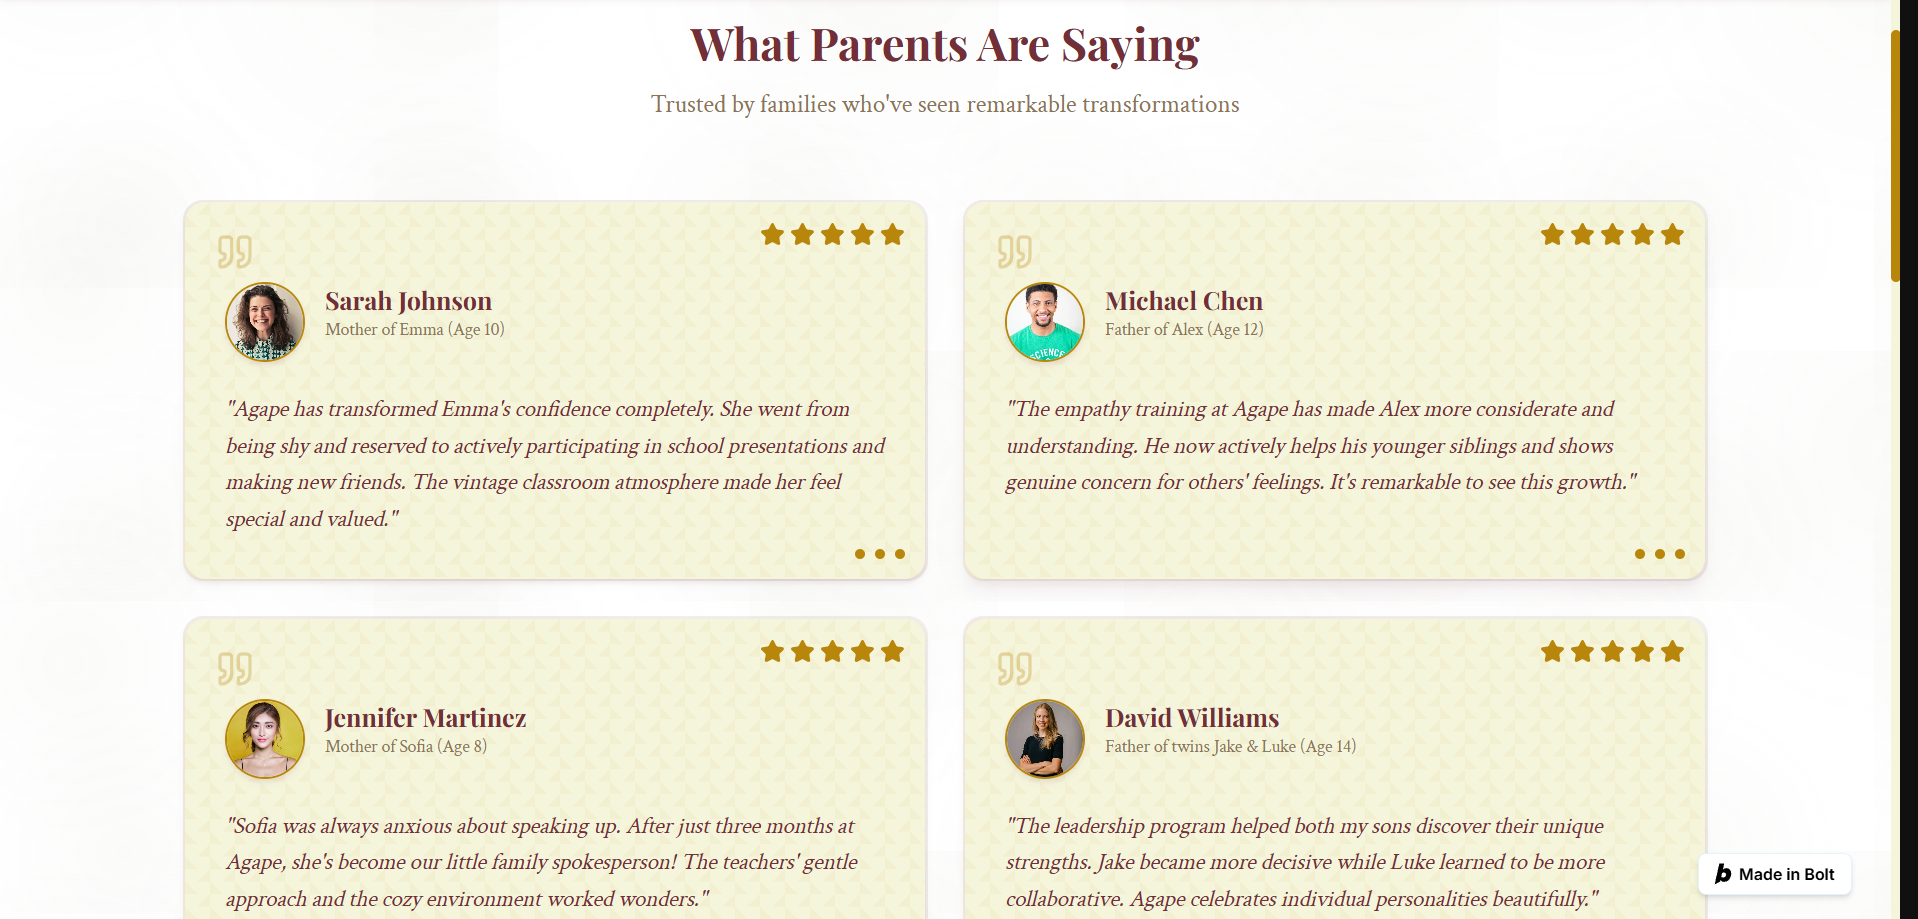 What Parents Are Saying
Trusted by families who've seen remarkable transformations
Sarah Johnson
Mother of Emma (Age 10)
"Agape has transformed Emma's confidence completely. She went from
being shy and reserved to actively participating in school presentations and
making new friends. The vintage classroom atmosphere made her feel
special and valued."
Michael Chen
Father of Alex (Age 12)
SCIENCE
"The empathy training at Agape has made Alex more considerate and
understanding. He now actively helps his younger siblings and shows
genuine concern for others' feelings. It's remarkable to see this growth."
Jennifer Martinez
Mother of Sofia (Age 8)
"Sofia was always anxious about speaking up. After just three months at
Agape, she's become our little family spokesperson! The teachers' gentle
approach and the cozy environment worked wonders."
David Williams
Father of twins Jake & Luke (Age 14)
"The leadership program helped both my sons discover their unique
strengths. Jake became more decisive while Luke learned to be more
collaborative. Agape celebrates individual personalities beautifully."
b Made in Bolt